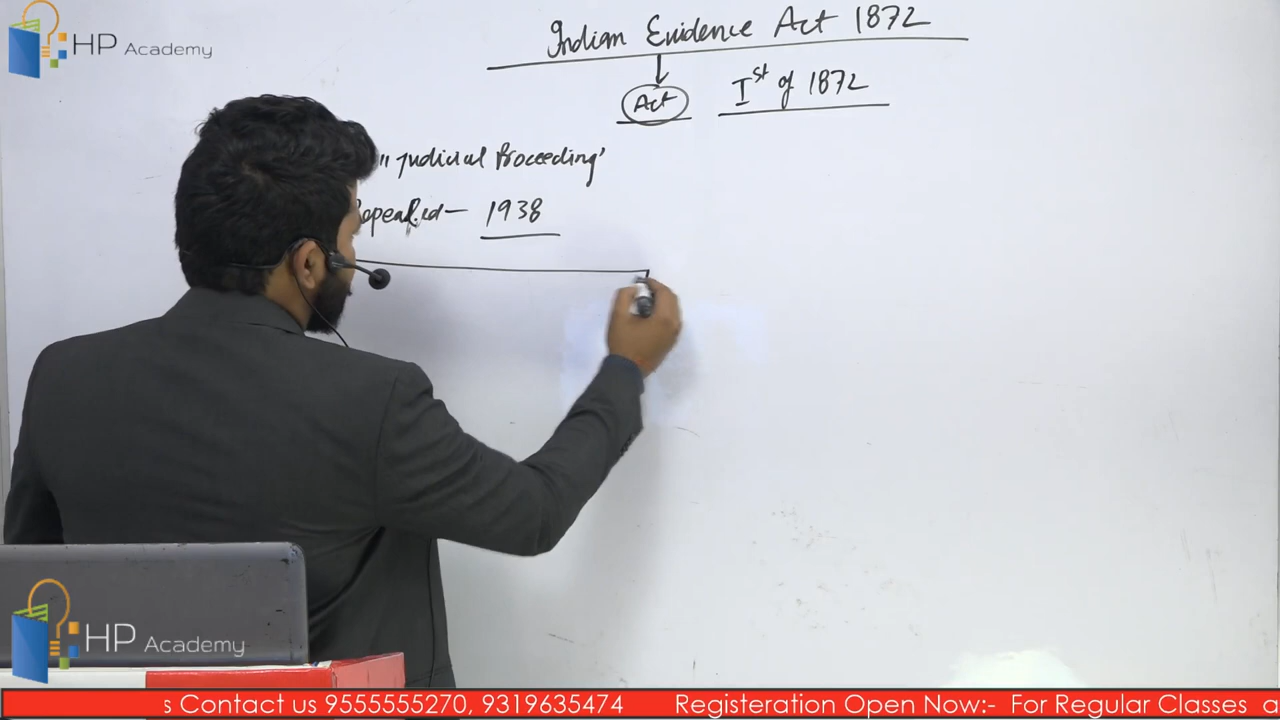 HP Academy
Indian Evidence Act 1872
Act Ist of 1872
"Judicial Proceeding'
Repealed— 1938
HP Academy
s Contact us 9555555270, 9319635474 Registeration Open Now:- For Regular Classes a